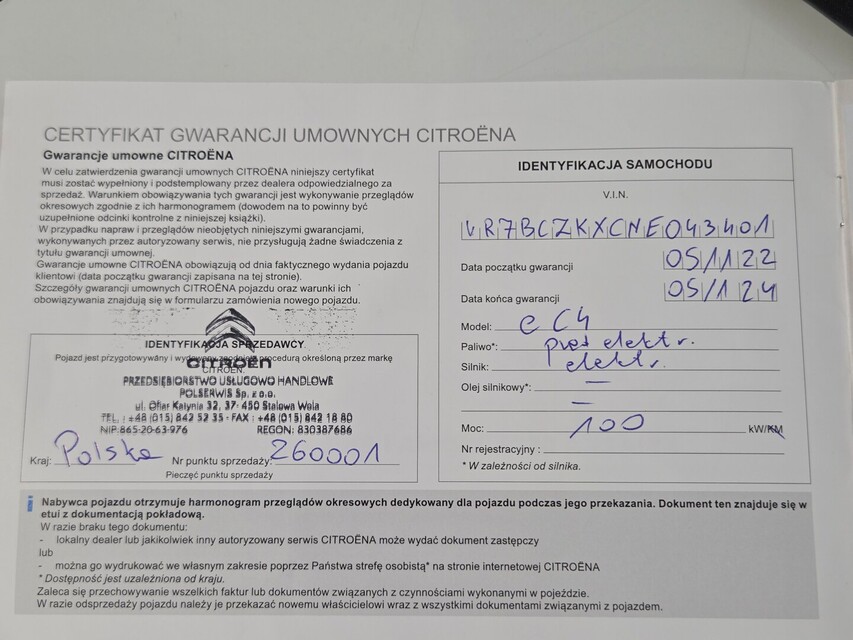 CERTYFIKAT GWARANCJI UMOWNYCH CITROËNA
Gwarancje umowne CITROËNA
W celu zatwierdzenia gwarancji umownych CITROËNA niniejszy certyfikat
musi zostać wypełniony i podstemplowany przez dealera odpowiedzialnego za
sprzedaż. Warunkiem obowiązywania tych gwarancji jest wykonywanie przeglądów
okresowych zgodnie z ich harmonogramem (dowodem na to powinny być
uzupełnione odcinki kontrolne z niniejszej książki).
W przypadku napraw i przeglądów nieobjętych niniejszymi gwarancjami,
wykonywanych przez autoryzowany serwis, nie przysługują żadne świadczenia z
tytułu gwarancji umownej.
Gwarancje umowne CITROËNA obowiązują od dnia faktycznego wydania pojazdu
klientowi (data początku gwarancji zapisana na tej stronie).
Szczegóły gwarancji umownych CITROËNA pojazdu oraz warunki ich
obowiązywania znajdują się w formularzu zamówienia nowego pojazdu.
IDENTYFIKACJA SPRZEDAWCY
Pojazd jest przygotowywany i wydawany zgodnie z procedurą określoną przez markę
CITROËN.
CITROËN
PRZEDSIĘBIORSTWO USŁUGOWO HANDLOWE
POLSERWIS Sp. z o.o.
ul. Ofiar Katynia 32, 37-450 Stalowa Wola
TEL. : +48 (015) 842 52 35 - FAX : +48 (015) 842 18 80
NIP:865-20-63-976 REGON: 830387686
Kraj: Polska Nr punktu sprzedaży: 260001
Pieczęć punktu sprzedaży
IDENTYFIKACJA SAMOCHODU
V.I.N.
VR7BCZKXCNE043401
Data początku gwarancji 05/1122
Data końca gwarancji 05/124
Model: e C4
Paliwo*: prąd elektr.
Silnik: elektr.
Olej silnikowy*: —
—
Moc: 100 kW/KM
Nr rejestracyjny :
* W zależności od silnika.
i Nabywca pojazdu otrzymuje harmonogram przeglądów okresowych dedykowany dla pojazdu podczas jego przekazania. Dokument ten znajduje się w
etui z dokumentacją pokładową.
W razie braku tego dokumentu:
- lokalny dealer lub jakikolwiek inny autoryzowany serwis CITROËNA może wydać dokument zastępczy
lub
- można go wydrukować we własnym zakresie poprzez Państwa strefę osobistą* na stronie internetowej CITROËNA
* Dostępność jest uzależniona od kraju.
Zaleca się przechowywanie wszelkich faktur lub dokumentów związanych z czynnościami wykonanymi w pojeździe.
W razie odsprzedaży pojazdu należy je przekazać nowemu właścicielowi wraz z wszystkimi dokumentami związanymi z pojazdem.